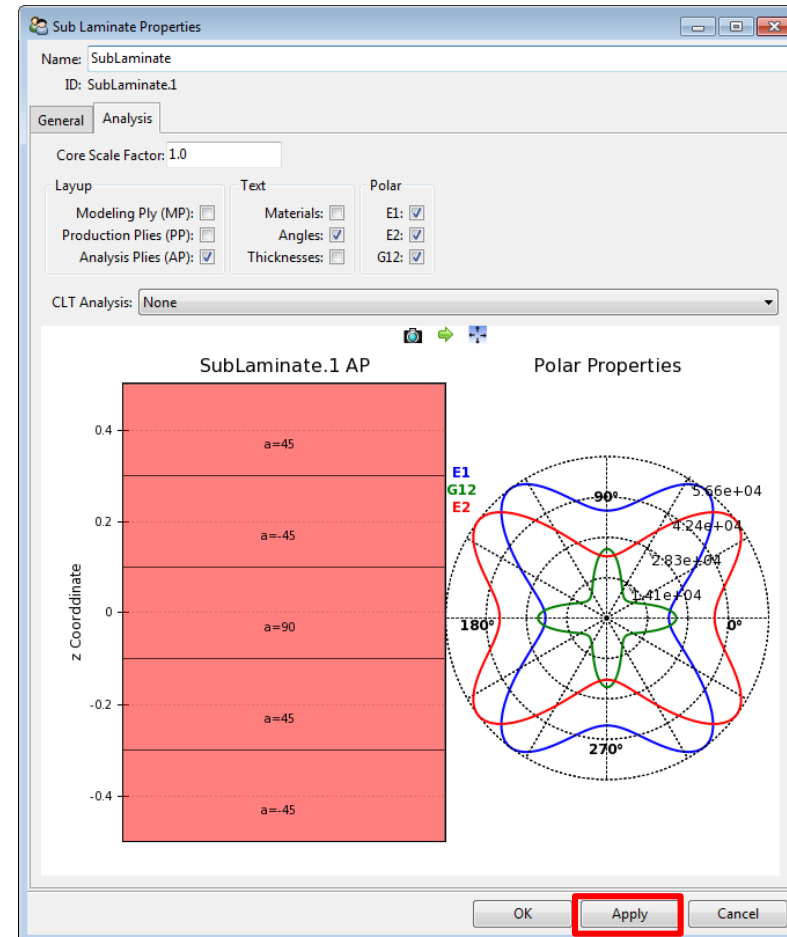 Sub Laminate Properties
Name: SubLaminate
ID: SubLaminate.1
General Analysis
Core Scale Factor: 1.0
Layup Text Polar
Modeling Ply (MP): Materials: E1:
Production Plies (PP): Angles: E2:
Analysis Plies (AP): Thicknesses: G12:
CLT Analysis: None
SubLaminate.1 AP
Polar Properties
z Coorddinate
0.4
0.2
0
-0.2
-0.4
a=45
a=-45
a=90
a=45
a=-45
E1
G12
E2
90°
5.66e+04
4.24e+04
2.83e+04
1.41e+04
180°
0°
270°
OK Apply Cancel